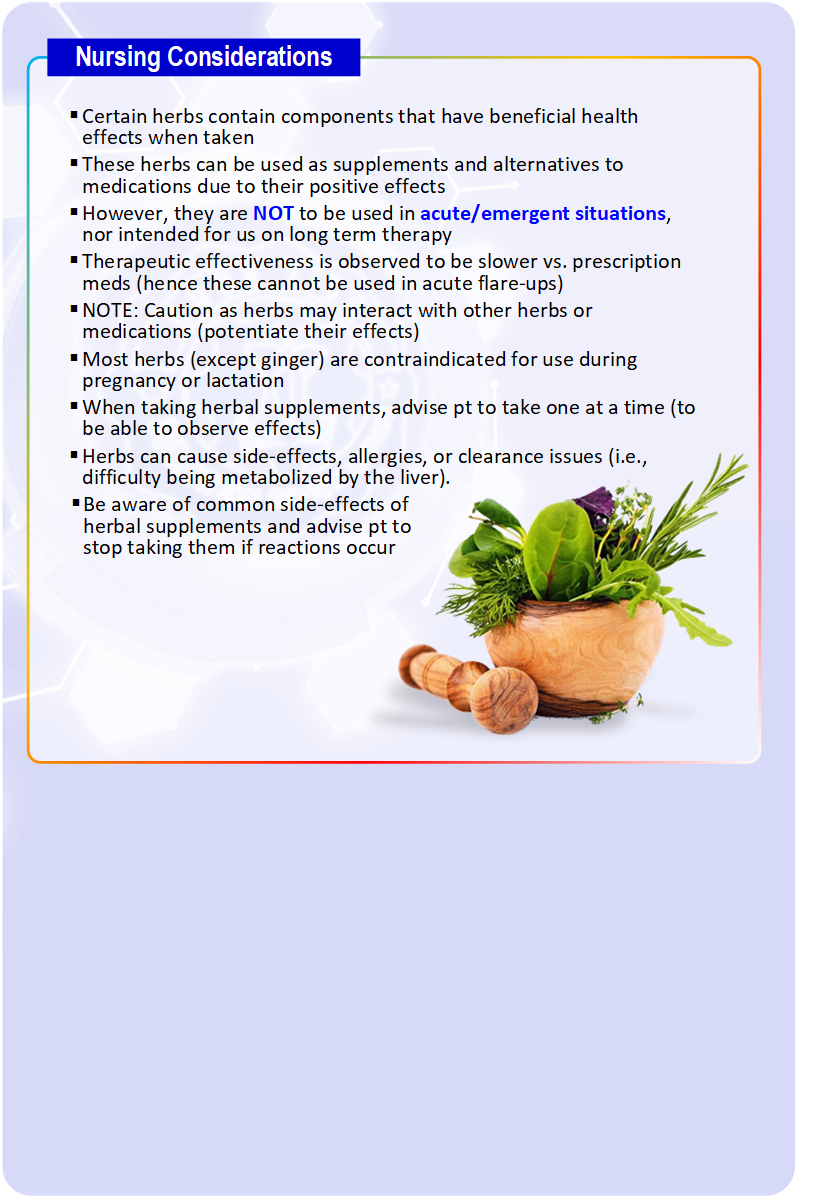 Nursing Considerations
▪ Certain herbs contain components that have beneficial health
effects when taken
▪ These herbs can be used as supplements and alternatives to
medications due to their positive effects
▪ However, they are NOT to be used in acute/emergent situations,
nor intended for us on long term therapy
▪ Therapeutic effectiveness is observed to be slower vs. prescription
meds (hence these cannot be used in acute flare-ups)
▪ NOTE: Caution as herbs may interact with other herbs or
medications (potentiate their effects)
▪ Most herbs (except ginger) are contraindicated for use during
pregnancy or lactation
▪ When taking herbal supplements, advise pt to take one at a time (to
be able to observe effects)
▪ Herbs can cause side-effects, allergies, or clearance issues (i.e.,
difficulty being metabolized by the liver).
▪ Be aware of common side-effects of
herbal supplements and advise pt to
stop taking them if reactions occur